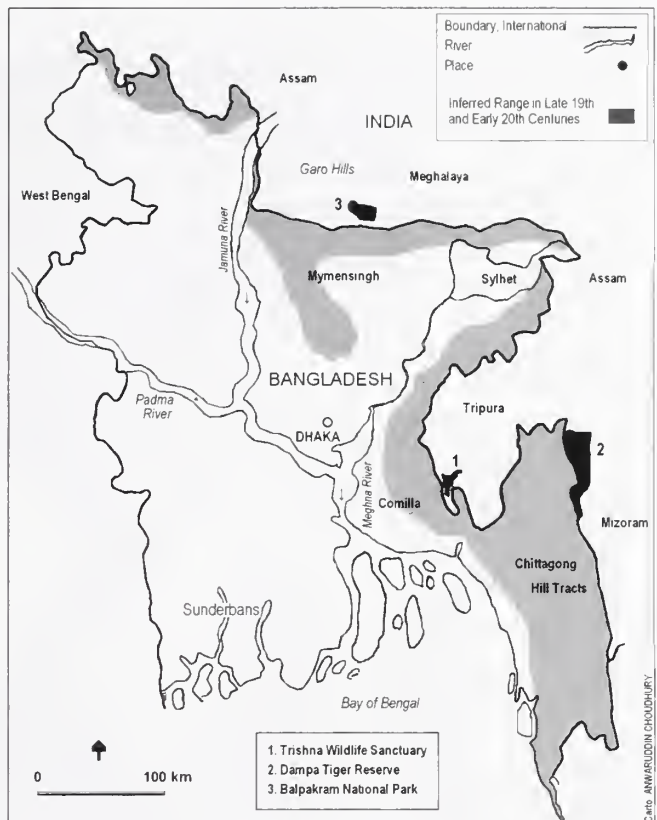 Boundary, International
River
Place
Inferred Range in Late 19th
and Early 20th Centuries
Assam
INDIA
Garo Hills
Meghalaya
3
West Bengal
Jamuna River
Mymensingh
Sylhet
Assam
BANGLADESH
Padma
River
DHAKA
Tripura
1
2
Meghna River
Comilla
Mizoram
Chittagong
Hill Tracts
Sunderbans
Bay of Bengal
1. Trishna Wildlife Sanctuary
2. Dampa Tiger Reserve
3. Balpakram National Park
0 100 km
Carto. ANWARUDDIN CHOUDHURY